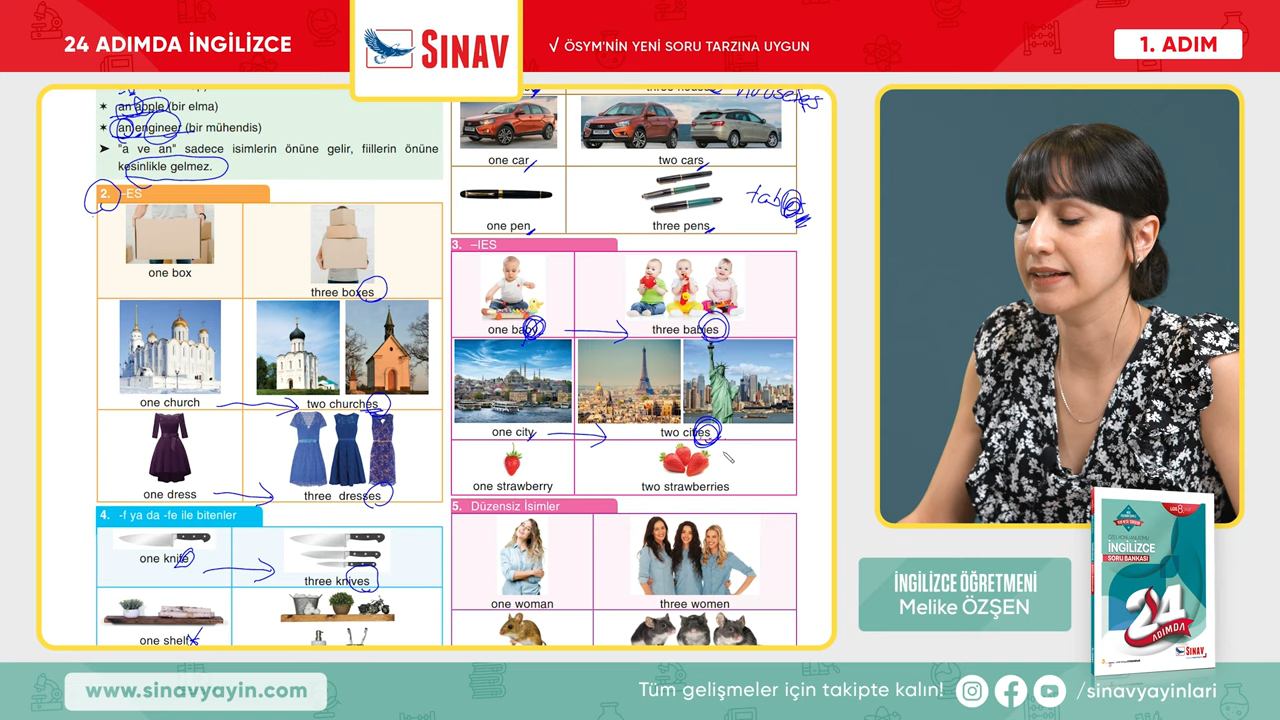 24 ADIMDA İNGİLİZCE
SINAV
√ ÖSYM'NİN YENİ SORU TARZINA UYGUN
1. ADIM
✶ an apple (bir elma)
✶ an engineer (bir mühendis)
➤ "a ve an" sadece isimlerin önüne gelir, fiillerin önüne
kesinlikle gelmez.
2. -ES
one box
three boxes
one church
two churches
one dress
three dresses
4. -f ya da -fe ile bitenler
one knife
three knives
one shelf
one car
two cars
one pen
three pens
3. –IES
one baby
three babies
one city
two cities
one strawberry
two strawberries
5. Düzensiz İsimler
one woman
three women
İNGİLİZCE ÖĞRETMENİ
Melike ÖZŞEN
İNGİLİZCE
SORU BANKASI
24
ADIMDA
SINAV
www.sinavyayin.com
Tüm gelişmeler için takipte kalın!
/sinavyayinlari